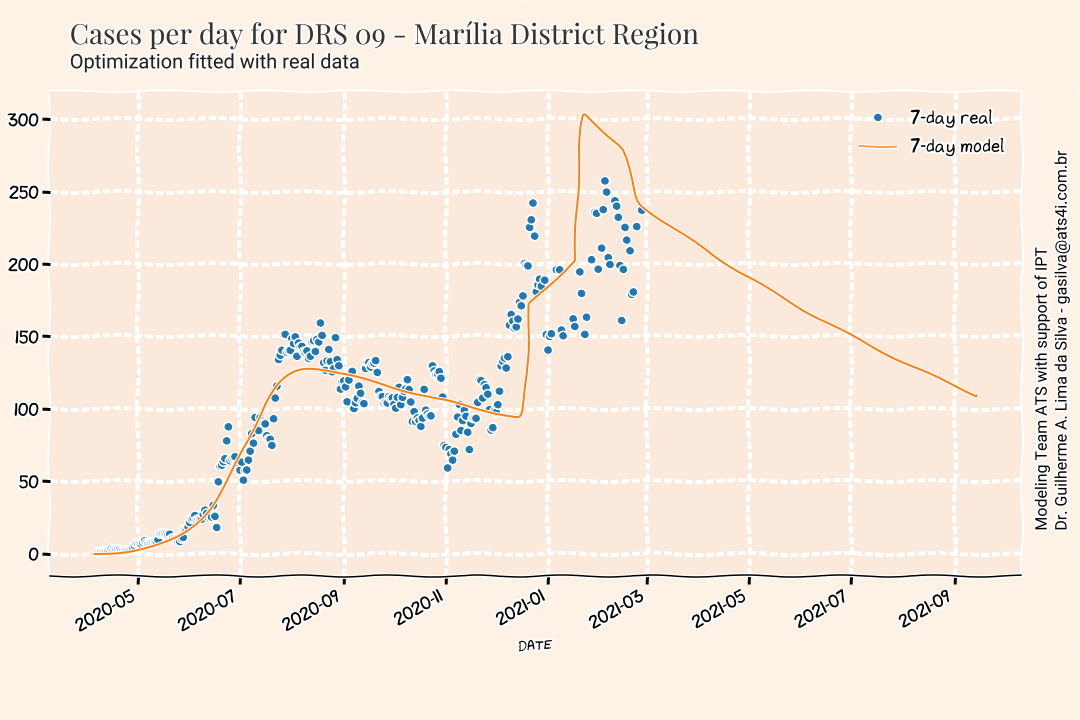 Cases per day for DRS 09 - Marília District Region
Optimization fitted with real data
300
250
200
150
100
50
0
7-day real
7-day model
2020-05
2020-07
2020-09
2020-11
2021-01
2021-03
2021-05
2021-07
2021-09
DATE
Modeling Team ATS with support of IPT
Dr. Guilherme A. Lima da Silva - gasilva@ats4i.com.br